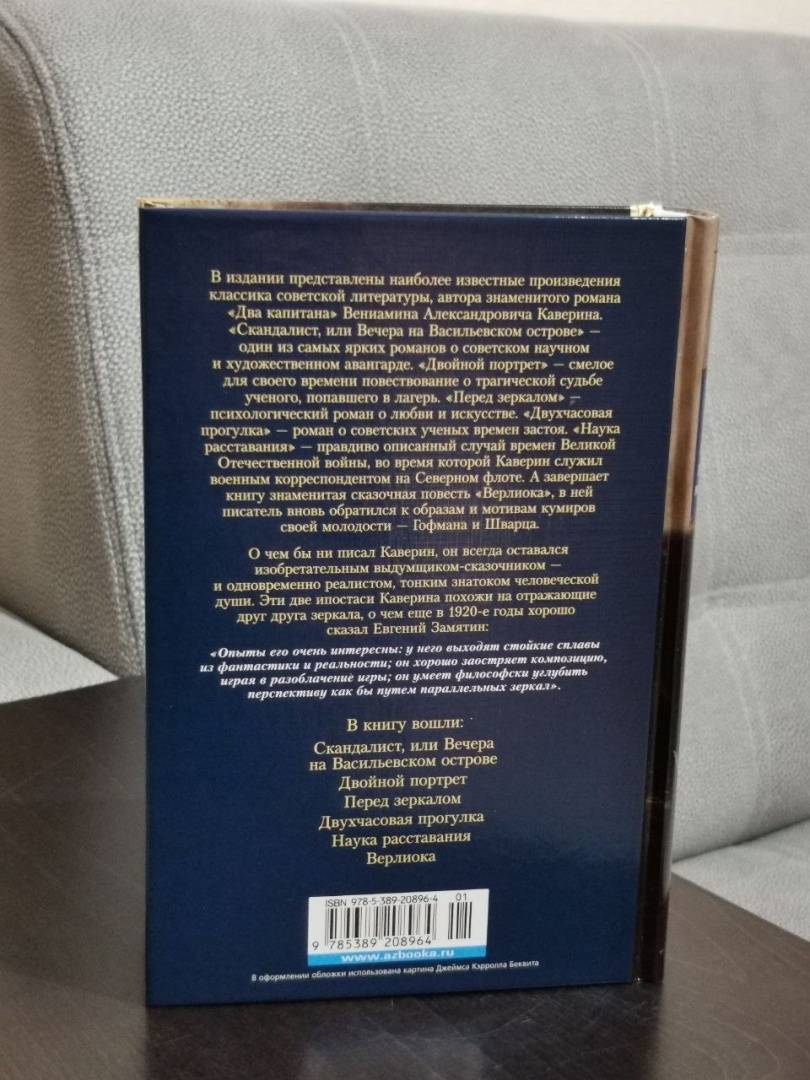 В издании представлены наиболее известные произведения
классика советской литературы, автора знаменитого романа
«Два капитана» Вениамина Александровича Каверина.
«Скандалист, или Вечера на Васильевском острове» —
один из самых ярких романов о советском научном
и художественном авангарде. «Двойной портрет» — смелое
для своего времени повествование о трагической судьбе
ученого, попавшего в лагерь. «Перед зеркалом» —
психологический роман о любви и искусстве. «Двухчасовая
прогулка» — роман о советских ученых времен застоя. «Наука
расставания» — правдиво описанный случай времен Великой
Отечественной войны, во время которой Каверин служил
военным корреспондентом на Северном флоте. А завершает
книгу знаменитая сказочная повесть «Верлиока», в ней
писатель вновь обратился к образам и мотивам кумиров
своей молодости — Гофмана и Шварца.
О чем бы ни писал Каверин, он всегда оставался
изобретательным выдумщиком-сказочником —
и одновременно реалистом, тонким знатоком человеческой
души. Эти две ипостаси Каверина похожи на отражающие
друг друга зеркала, о чем еще в 1920-е годы хорошо
сказал Евгений Замятин:
«Опыты его очень интересны: у него выходят стойкие сплавы
из фантастики и реальности; он хорошо заостряет композицию,
играя в разоблачение игры; он умеет философски углубить
перспективу как бы путем параллельных зеркал».
В книгу вошли:
Скандалист, или Вечера
на Васильевском острове
Двойной портрет
Перед зеркалом
Двухчасовая прогулка
Наука расставания
Верлиока
ISBN 978-5-389-20896-4 01
9 785389 208964
www.azbooka.ru
В оформлении обложки использована картина Джеймса Кэрролла Беквита